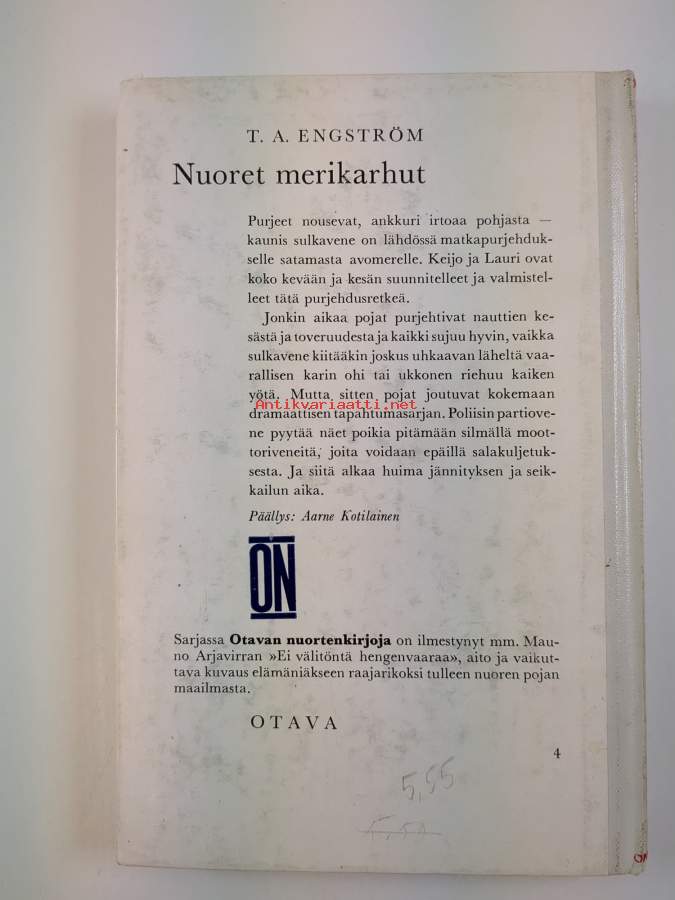 T. A. ENGSTRÖM
Nuoret merikarhut
Purjeet nousevat, ankkuri irtoaa pohjasta —
kaunis sulkavene on lähdössä matkapurjehduk-
selle satamasta avomerelle. Keijo ja Lauri ovat
koko kevään ja kesän suunnitelleet ja valmistel-
leet tätä purjehdusretkeä.
Jonkin aikaa pojat purjehtivat nauttien ke-
sästä ja toveruudesta ja kaikki sujuu hyvin, vaikka
sulkavene kiitääkin joskus uhkaavan läheltä vaa-
rallisen karin ohi tai ukkonen riehuu kaiken
yötä. Mutta sitten pojat joutuvat kokemaan
Antikvariaatti.net
dramaattisen tapahtumasarjan. Poliisin partiove-
ne pyytää näet poikia pitämään silmällä moot-
toriveneitä, joita voidaan epäillä salakuljetuk-
sesta. Ja siitä alkaa huima jännityksen ja seik-
kailun aika.
Päällys: Aarne Kotilainen
ON
Sarjassa Otavan nuortenkirjoja on ilmestynyt mm. Mau-
no Arjavirran »Ei välitöntä hengenvaaraa», aito ja vaikut-
tava kuvaus elämäniäkseen raajarikoksi tulleen nuoren pojan
maailmasta.
OTAVA
4
5,55